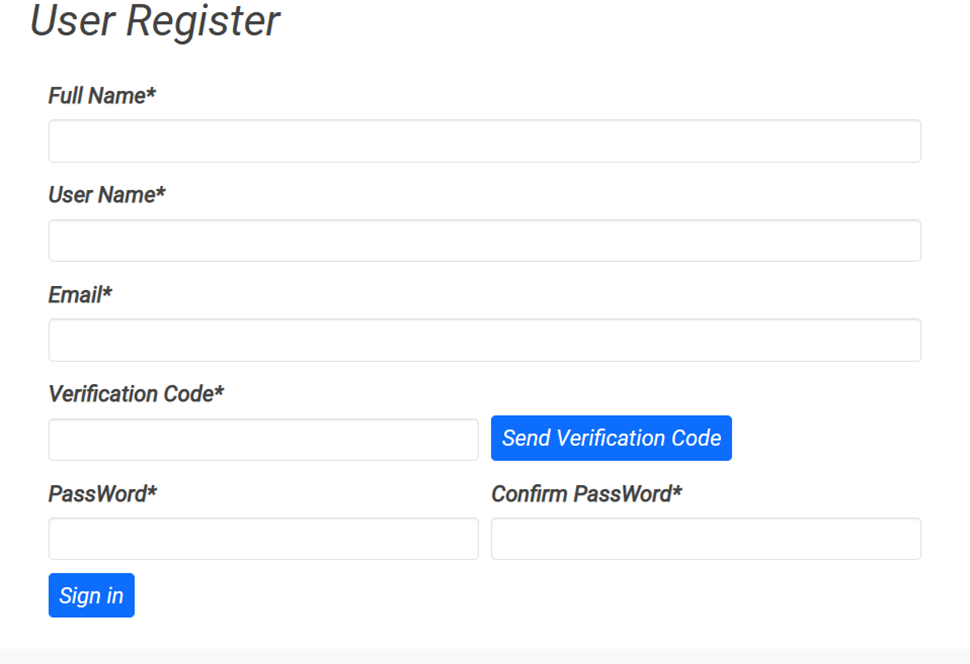 User Register
Full Name*
User Name*
Email*
Verification Code*
Send Verification Code
PassWord* Confirm PassWord*
Sign in